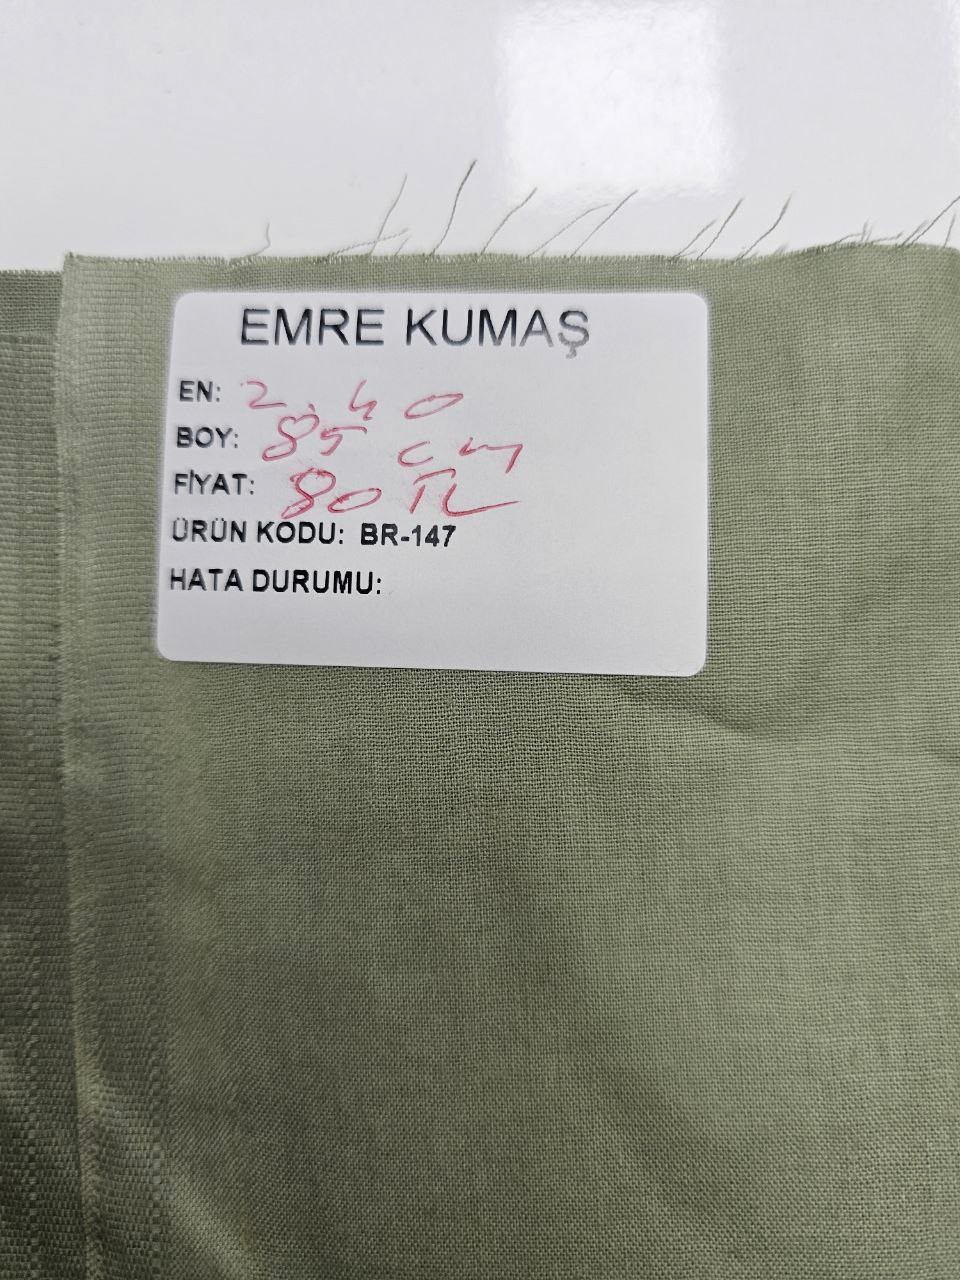 EMRE KUMAŞ
EN: 2.40
BOY: 85 cm
FİYAT: 80 TL
ÜRÜN KODU: BR-147
HATA DURUMU: